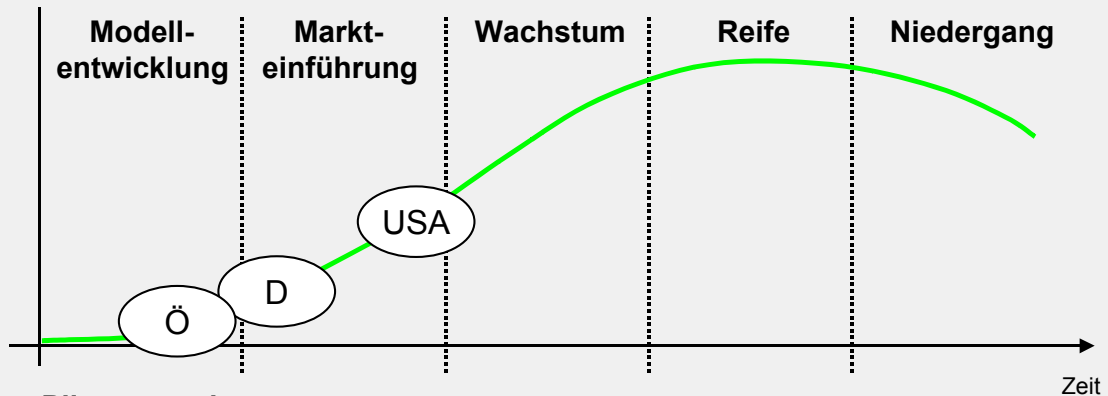 Modell-
entwicklung
Markt-
einführung
Wachstum
Reife
Niedergang
USA
D
Ö
Zeit